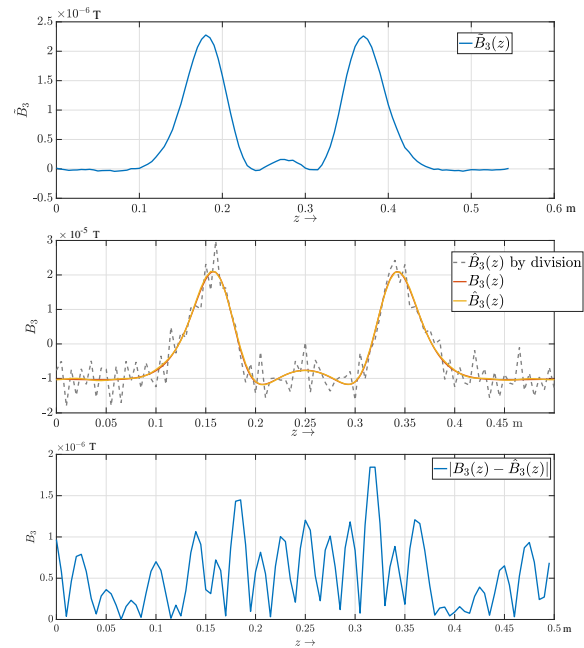 ×10⁻⁶ T
2.5
2
1.5
1
0.5
0
-0.5
B̃₃
B̃₃(z)
0 0.1 0.2 0.3 0.4 0.5 0.6 m
z →
×10⁻⁵ T
3
2
1
0
-1
-2
B₃
B̂₃(z) by division
B₃(z)
B̂₃(z)
0 0.05 0.1 0.15 0.2 0.25 0.3 0.35 0.4 0.45 m
z →
×10⁻⁶ T
2
1.5
1
0.5
0
B₃
|B₃(z) − B̂₃(z)|
0 0.05 0.1 0.15 0.2 0.25 0.3 0.35 0.4 0.45 0.5 m
z →